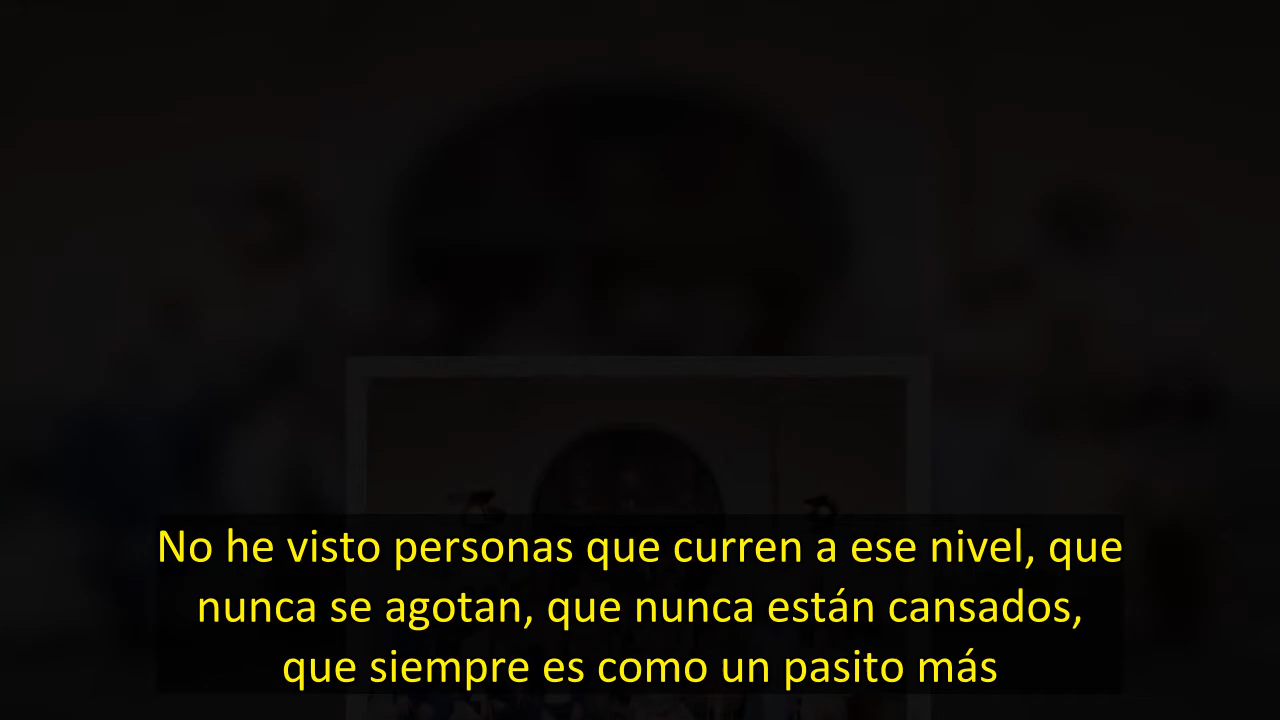 No he visto personas que curren a ese nivel, que
nunca se agotan, que nunca están cansados,
que siempre es como un pasito más